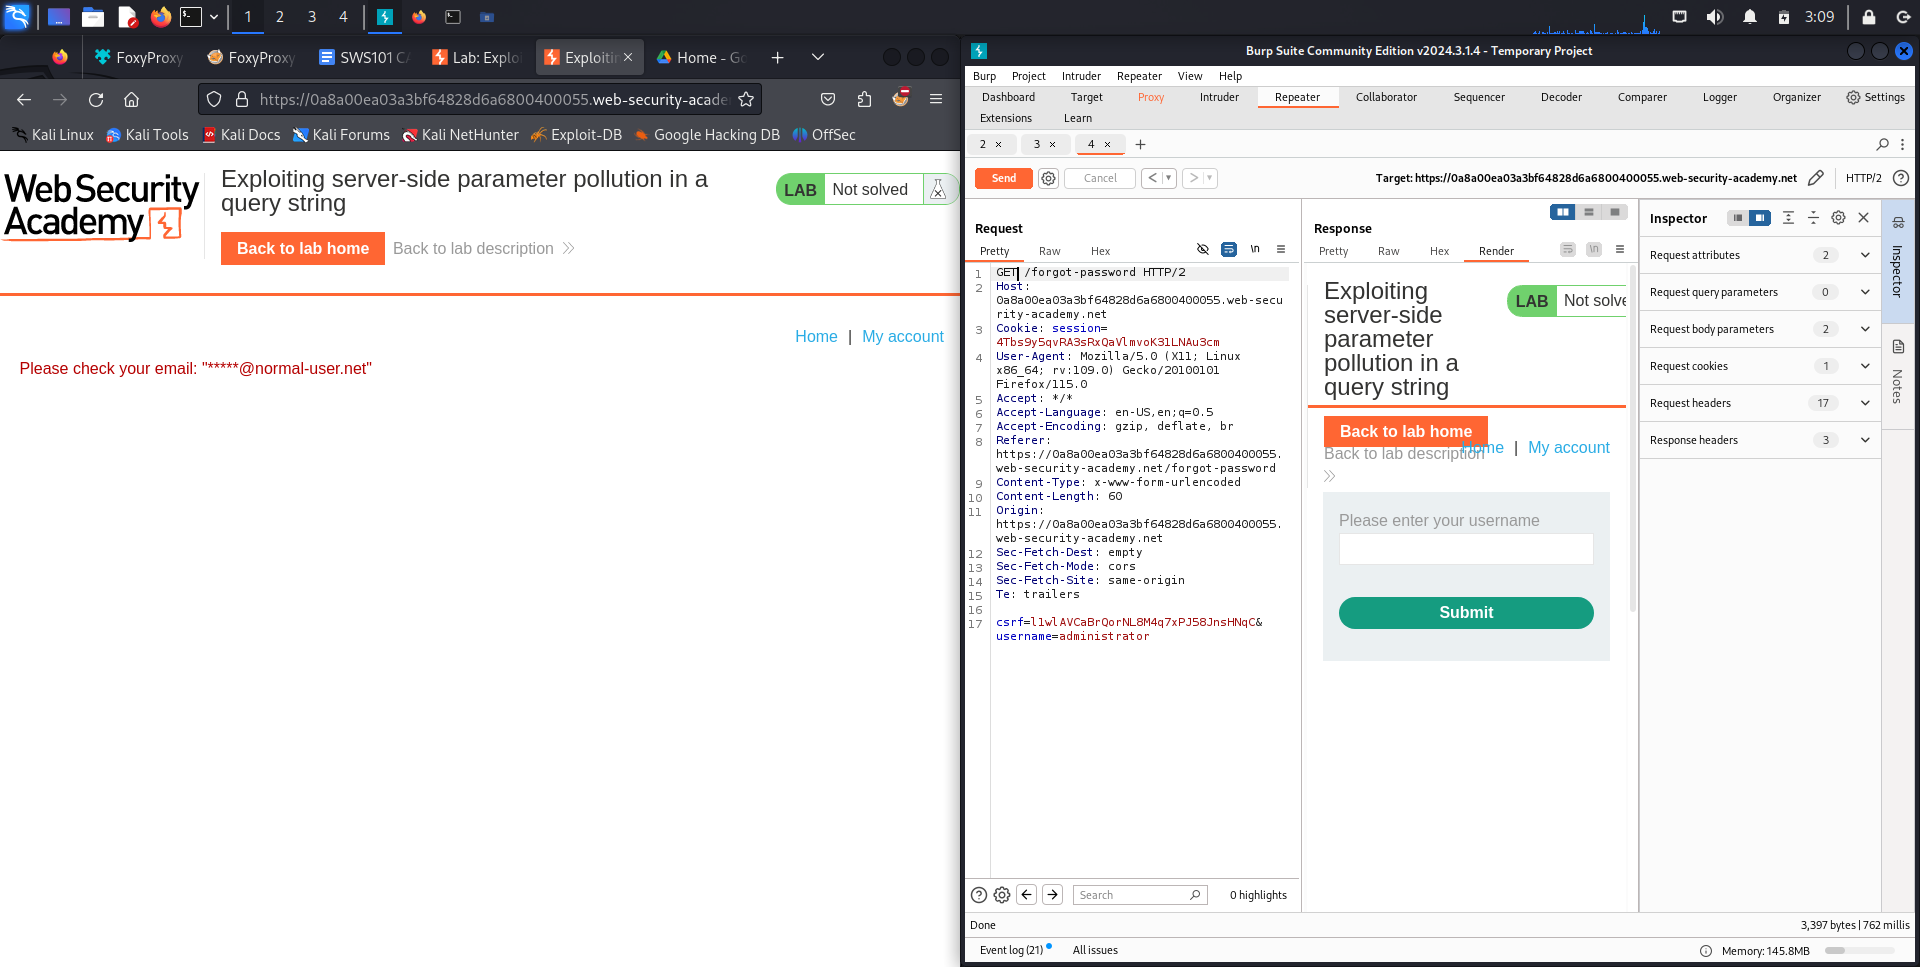 1 2 3 4
3:09
FoxyProxy
FoxyProxy
SWS101 CA
Lab: Exploi
Exploitin
Home - Go
https://0a8a00ea03a3bf64828d6a6800400055.web-security-acade
Kali Linux
Kali Tools
Kali Docs
Kali Forums
Kali NetHunter
Exploit-DB
Google Hacking DB
OffSec
Web Security
Academy
Exploiting server-side parameter pollution in a
query string
LAB Not solved
Back to lab home
Back to lab description
Home | My account
Please check your email: "*****@normal-user.net"
Burp Suite Community Edition v2024.3.1.4 - Temporary Project
Burp Project Intruder Repeater View Help
Dashboard Target Proxy Intruder Repeater Collaborator Sequencer Decoder Comparer Logger Organizer Settings
Extensions Learn
2 × 3 × 4 × +
Send Cancel < >
Target: https://0a8a00ea03a3bf64828d6a6800400055.web-security-academy.net
HTTP/2
Request
Pretty Raw Hex \n
1 GET /forgot-password HTTP/2
2 Host:
0a8a00ea03a3bf64828d6a6800400055.web-secu
rity-academy.net
3 Cookie: session=
4Tbs9y5qvRA3sRxQaVlmvoK31LNAu3cm
4 User-Agent: Mozilla/5.0 (X11; Linux
x86_64; rv:109.0) Gecko/20100101
Firefox/115.0
5 Accept: */*
6 Accept-Language: en-US,en;q=0.5
7 Accept-Encoding: gzip, deflate, br
8 Referer:
https://0a8a00ea03a3bf64828d6a6800400055.
web-security-academy.net/forgot-password
9 Content-Type: x-www-form-urlencoded
10 Content-Length: 60
11 Origin:
https://0a8a00ea03a3bf64828d6a6800400055.
web-security-academy.net
12 Sec-Fetch-Dest: empty
13 Sec-Fetch-Mode: cors
14 Sec-Fetch-Site: same-origin
15 Te: trailers
16
17 csrf=l1wlAVCaBrQorNL8M4q7xPJ58JnsHNqC&
username=administrator
Search
0 highlights
Response
Pretty Raw Hex Render \n
Exploiting
server-side
parameter
pollution in a
query string
LAB Not solve
Back to lab home
Home | My account
Back to lab description
Please enter your username
Submit
Inspector
Request attributes 2
Request query parameters 0
Request body parameters 2
Request cookies 1
Request headers 17
Response headers 3
Inspector
Notes
Done
3,397 bytes | 762 millis
Event log (21)
All issues
Memory: 145.8MB